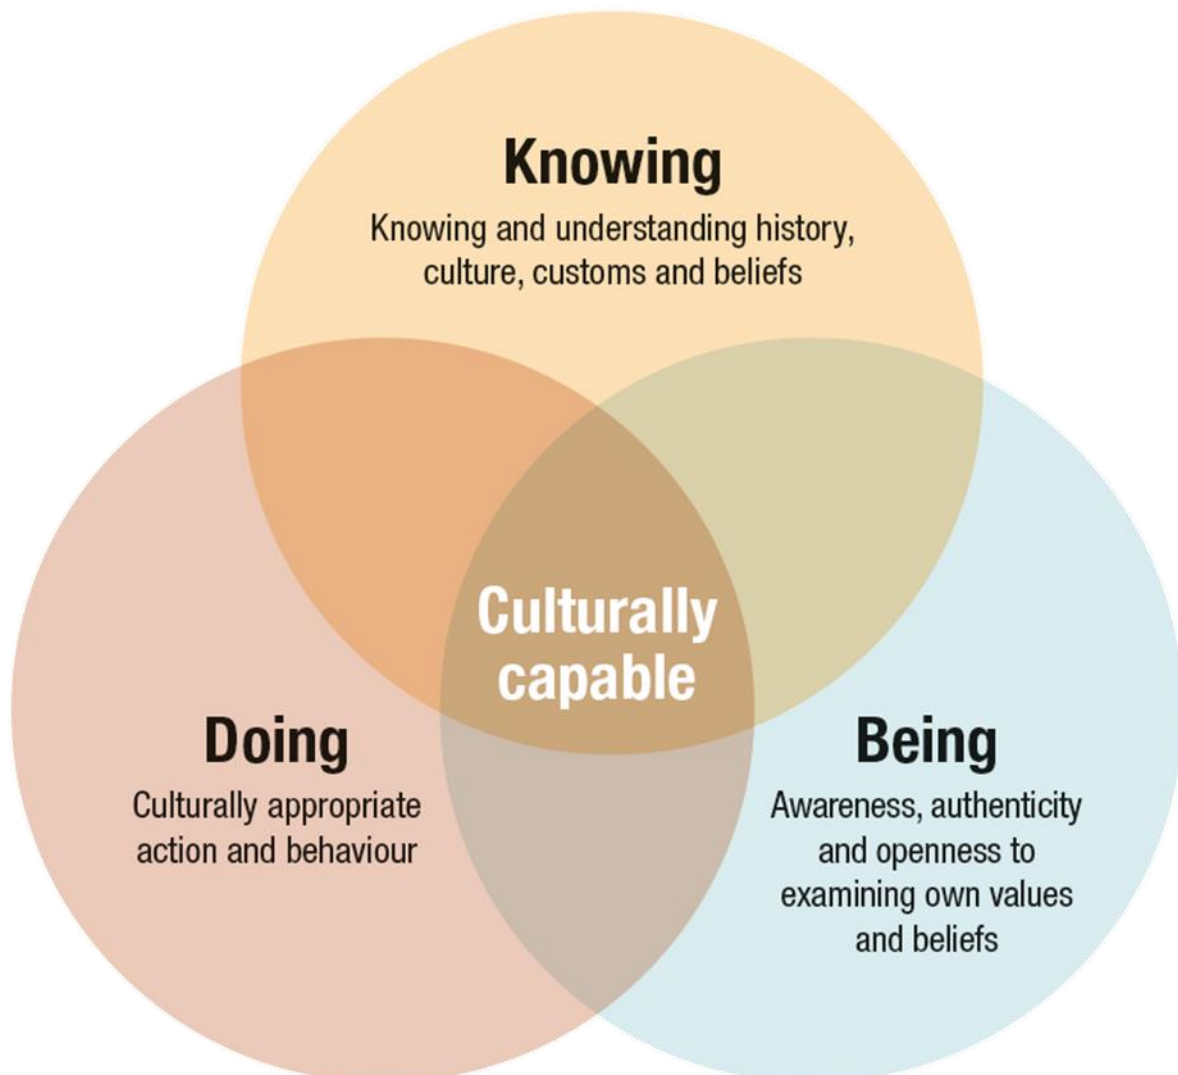 Knowing
Knowing and understanding history,
culture, customs and beliefs
Culturally
capable
Doing
Culturally appropriate
action and behaviour
Being
Awareness, authenticity
and openness to
examining own values
and beliefs